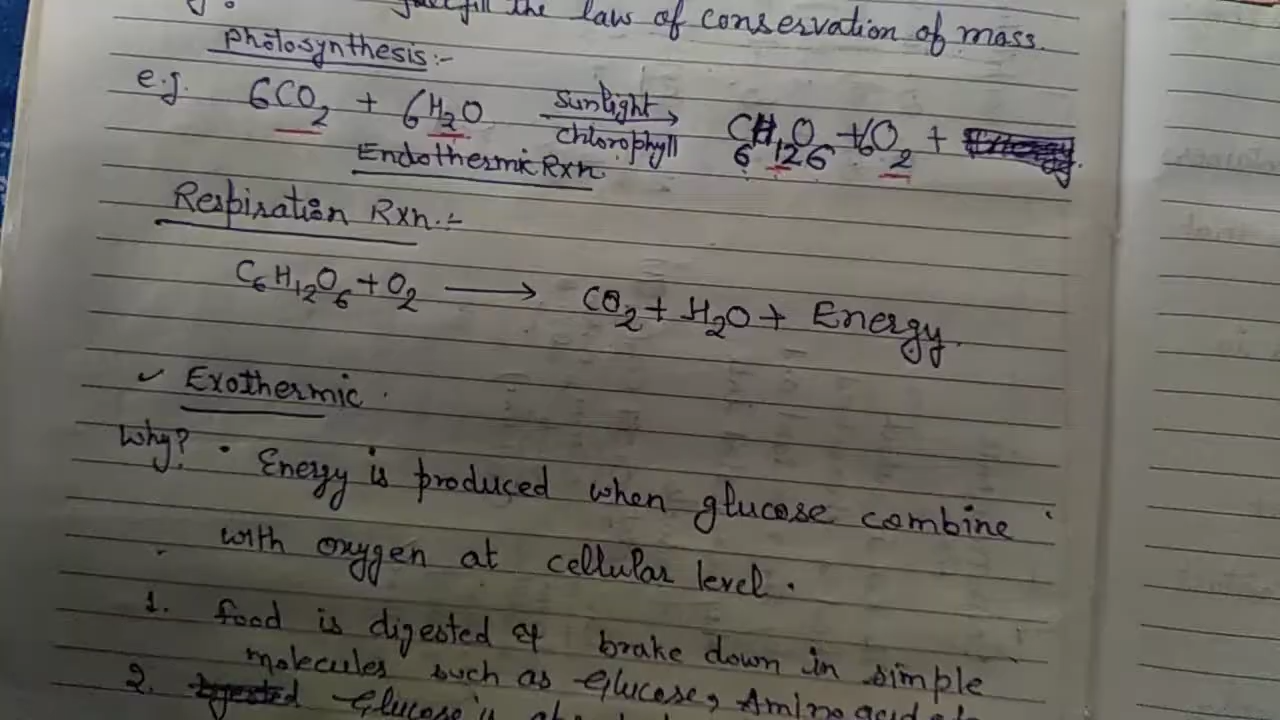 the law of conservation of mass.
Photosynthesis:-
e.g. 6CO2 + 6H2O Sunlight Chlorophyll → C6H12O6 + 6O2 +
Endothermic Rxn.
Respiration Rxn:-
C6H12O6 + O2 → CO2 + H2O + Energy.
✓ Exothermic.
Why? • Energy is produced when glucose combine
with oxygen at cellular level.
1. food is digested & brake down in simple
molecules such as Glucose, Amino acid
2. Glucose is